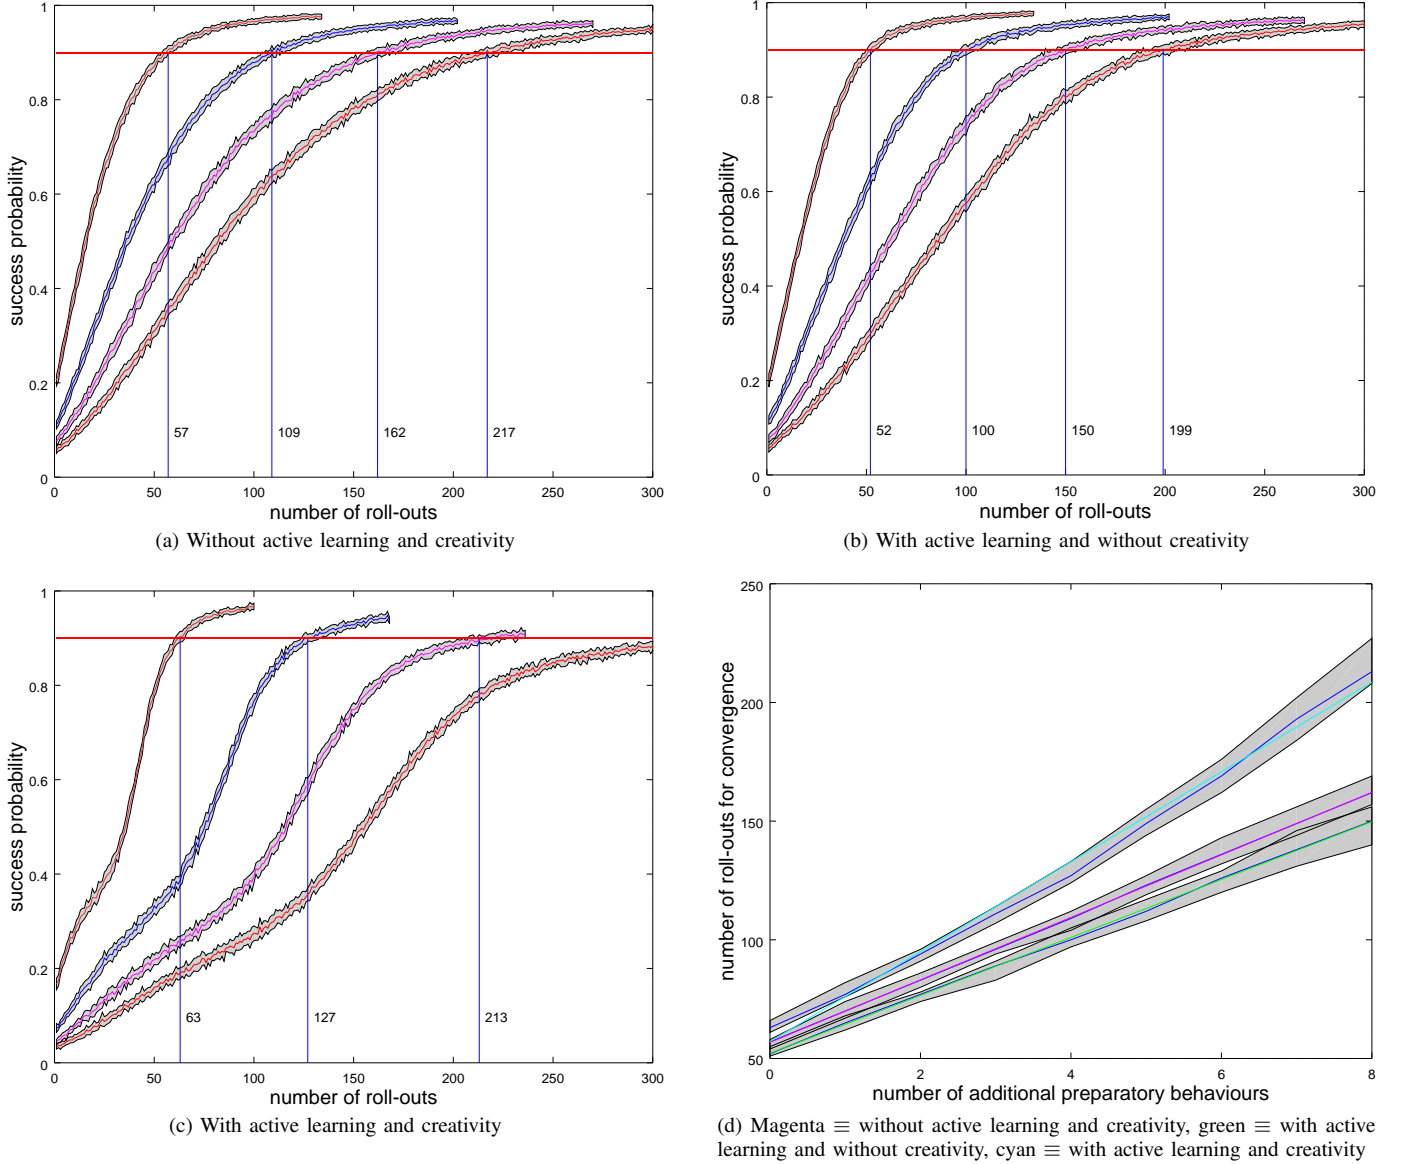 1
0.8
0.6
0.4
0.2
0
success probability
57
109
162
217
0 50 100 150 200 250 300
number of roll-outs
(a) Without active learning and creativity
1
0.8
0.6
0.4
0.2
0
success probability
52
100
150
199
0 50 100 150 200 250 300
number of roll-outs
(b) With active learning and without creativity
1
0.8
0.6
0.4
0.2
0
success probability
63
127
213
0 50 100 150 200 250 300
number of roll-outs
(c) With active learning and creativity
250
200
150
100
50
number of roll-outs for convergence
0 2 4 6 8
number of additional preparatory behaviours
(d) Magenta ≡ without active learning and creativity, green ≡ with active
learning and without creativity, cyan ≡ with active learning and creativity